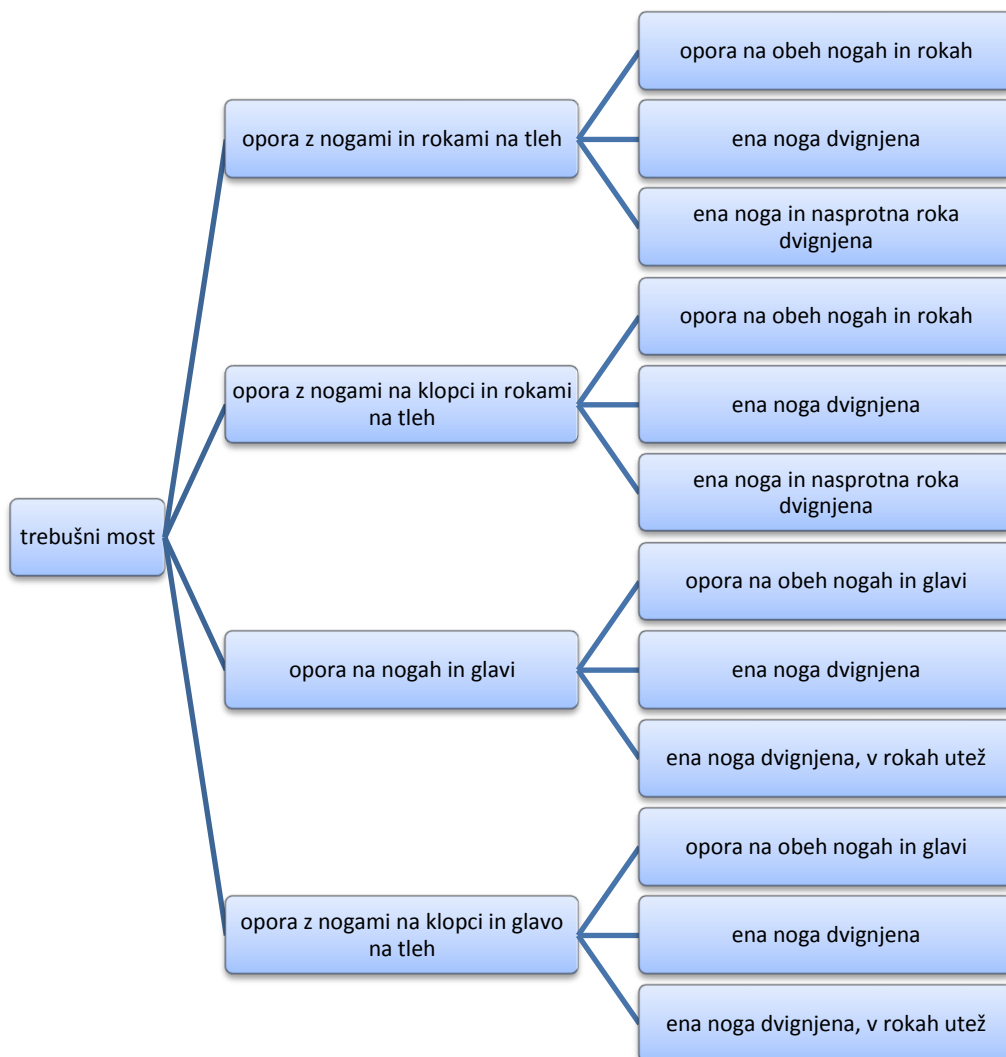 trebušni most
opora z nogami in rokami na tleh
opora na obeh nogah in rokah
ena noga dvignjena
ena noga in nasprotna roka
dvignjena
opora z nogami na klopci in rokami
na tleh
opora na obeh nogah in rokah
ena noga dvignjena
ena noga in nasprotna roka
dvignjena
opora na nogah in glavi
opora na obeh nogah in glavi
ena noga dvignjena
ena noga dvignjena, v rokah utež
opora z nogami na klopci in glavo
na tleh
opora na obeh nogah in glavi
ena noga dvignjena
ena noga dvignjena, v rokah utež